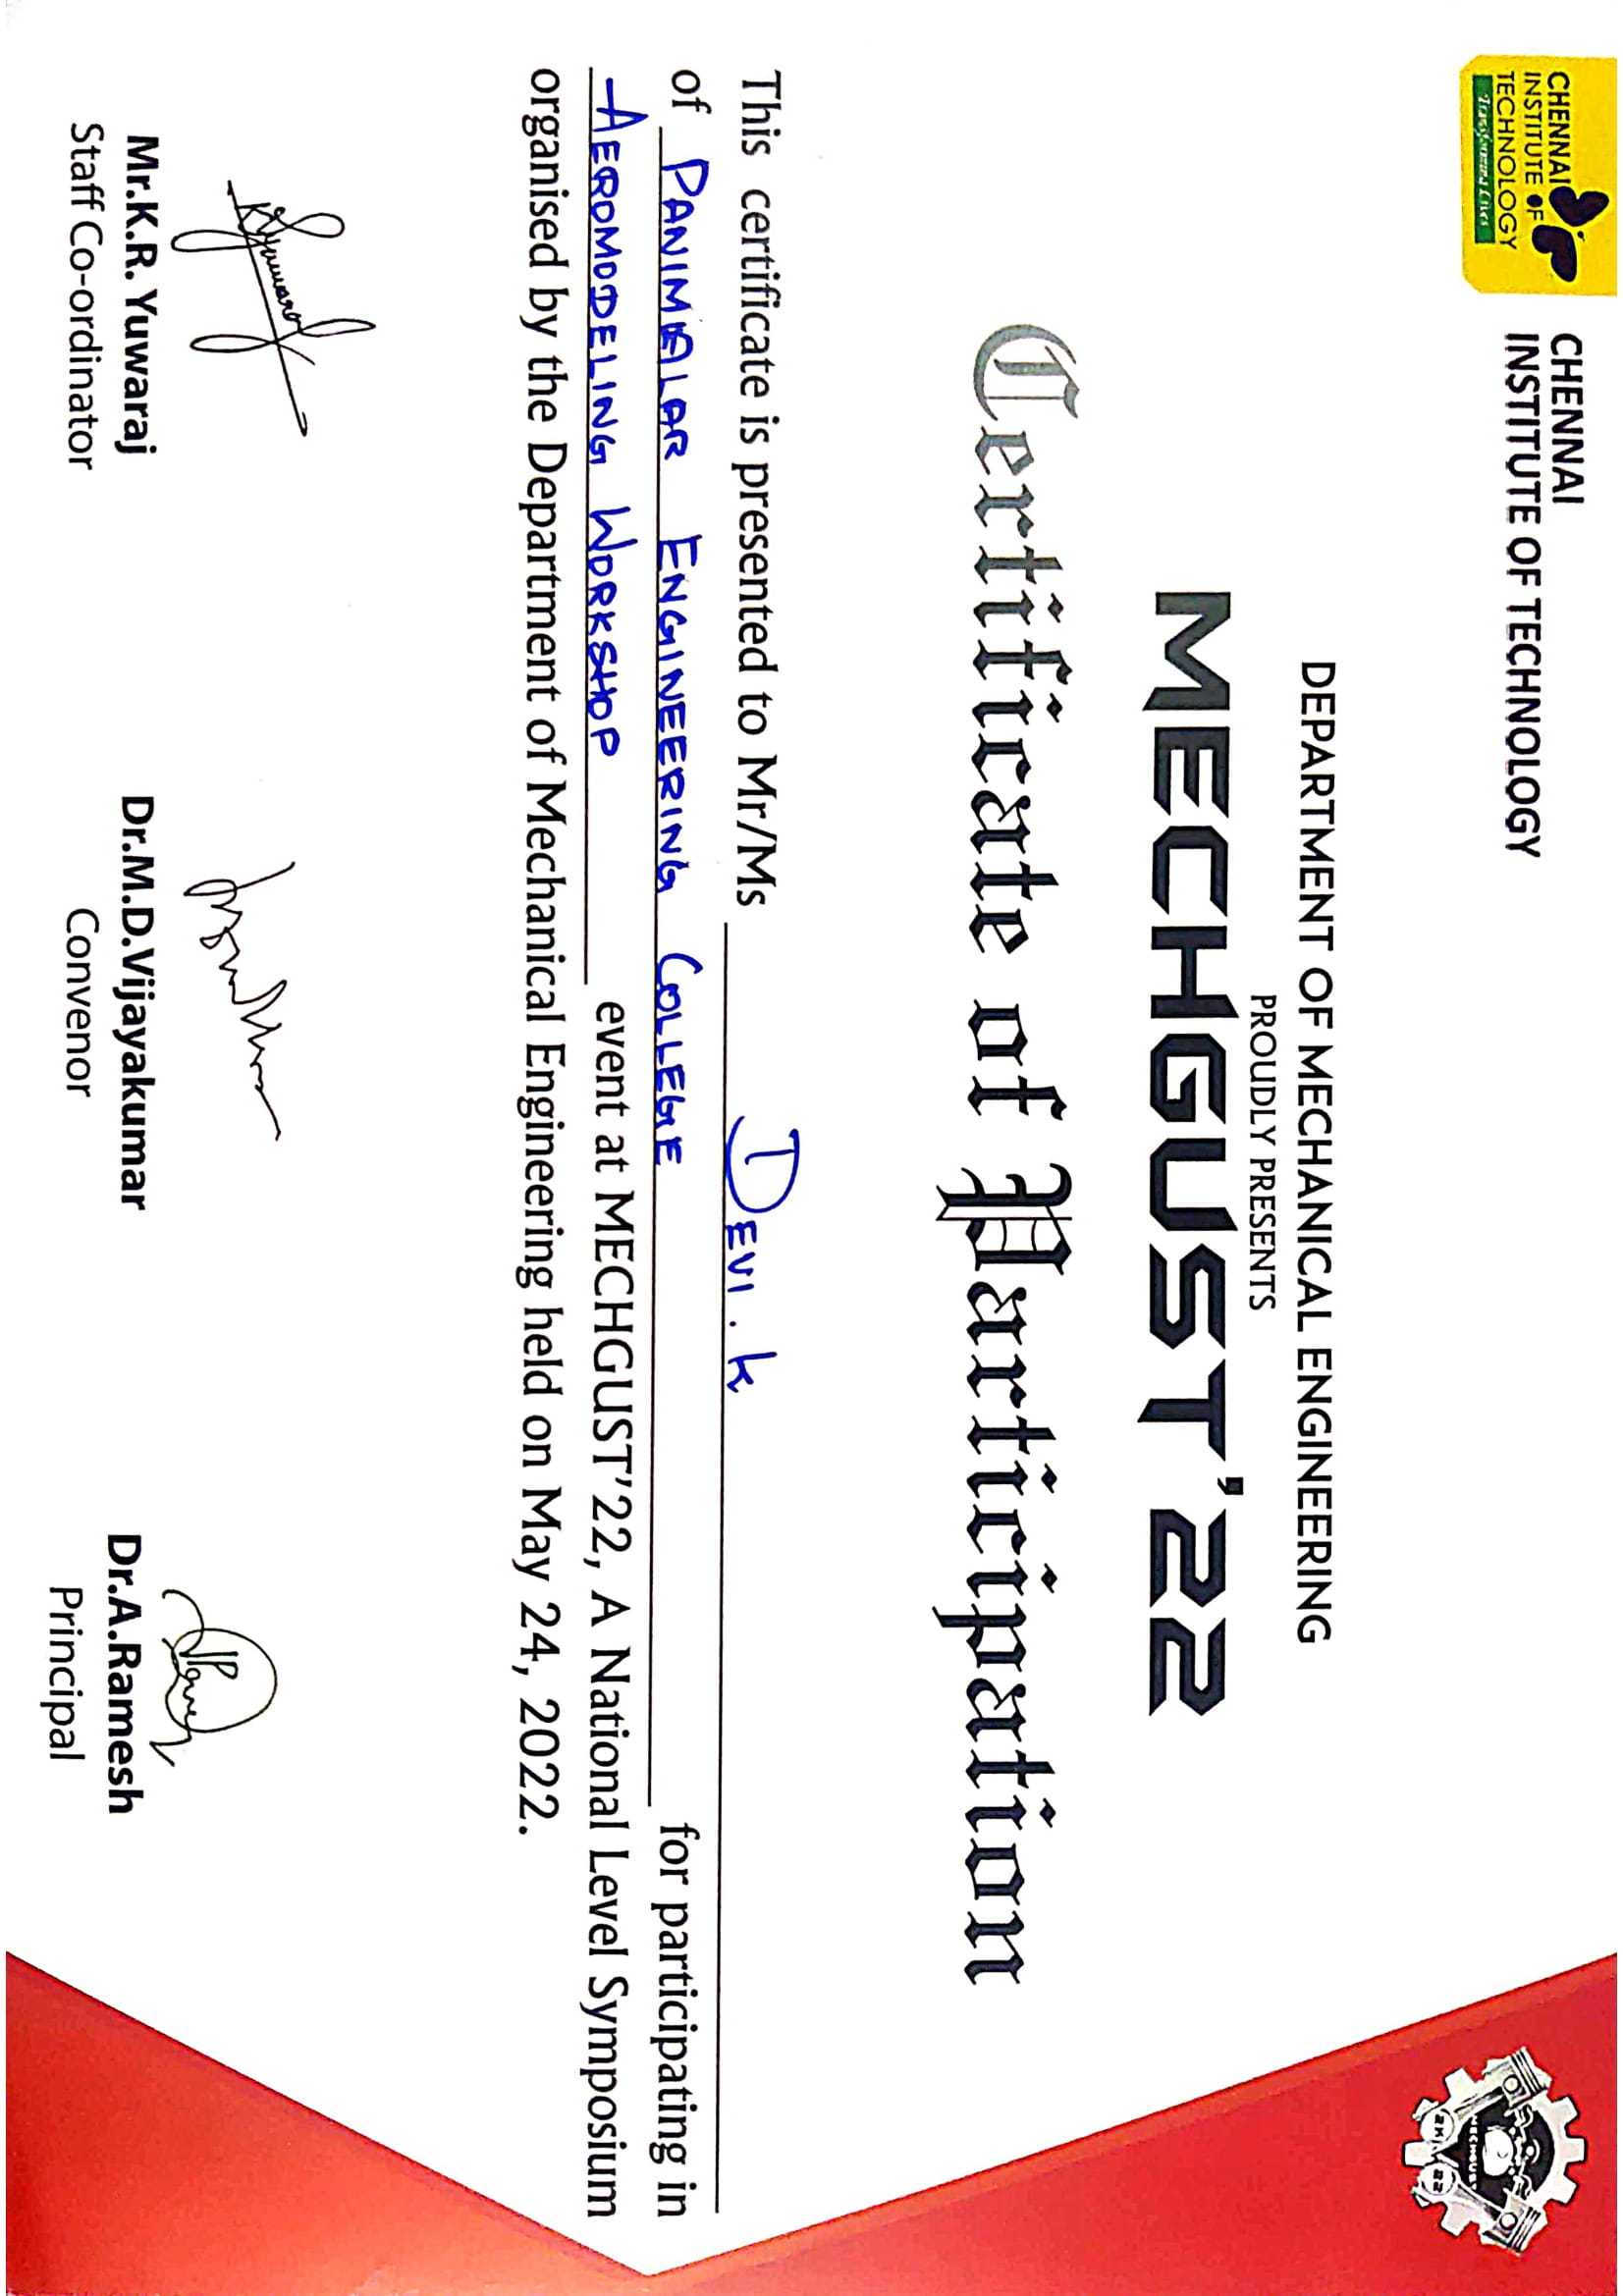 CHENNAI
INSTITUTE OF
TECHNOLOGY
Transforming Lives
CHENNAI
INSTITUTE OF TECHNOLOGY
MECHGUST
2K 22
DEPARTMENT OF MECHANICAL ENGINEERING
PROUDLY PRESENTS
MECHGUST'22
Certificate of Participation
This certificate is presented to Mr/Ms DEVI . K
of PANIMALAR ENGINEERING COLLEGE for participating in
AEROMODELING WORKSHOP event at MECHGUST'22, A National Level Symposium
organised by the Department of Mechanical Engineering held on May 24, 2022.
Mr.K.R. Yuwaraj
Staff Co-ordinator
Dr.M.D.Vijayakumar
Convenor
Dr.A.Ramesh
Principal